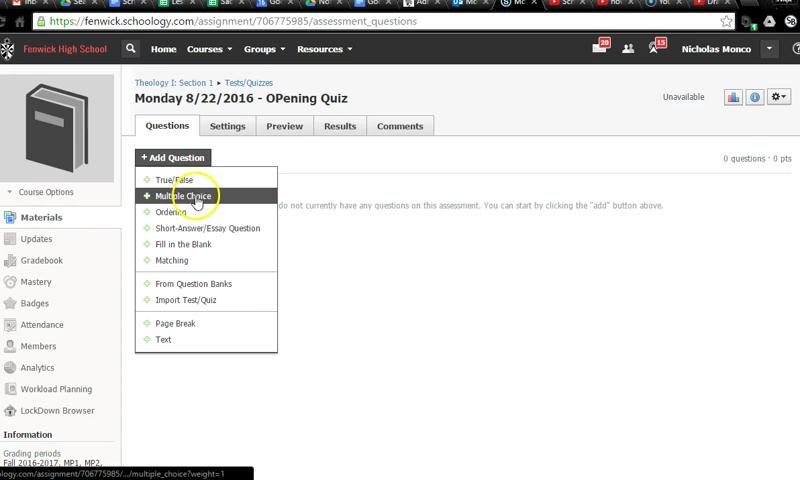 Inbo
https://fenwick.schoology.com/assignment/706775985/assessment_questions
Fenwick High School
Home
Courses
Groups
Resources
20
15
Nicholas Monco
Theology I: Section 1 ▸ Tests/Quizzes
Monday 8/22/2016 - OPening Quiz
Unavailable
Questions
Settings
Preview
Results
Comments
+ Add Question
0 questions · 0 pts
True/False
Multiple Choice
do not currently have any questions on this assessment. You can start by clicking the "add" button above.
Ordering
Short-Answer/Essay Question
Fill in the Blank
Matching
From Question Banks
Import Test/Quiz
Page Break
Text
Course Options
Materials
Updates
Gradebook
Mastery
Badges
Attendance
Members
Analytics
Workload Planning
LockDown Browser
Information
Grading periods
Fall 2016-2017, MP1, MP2,
ology.com/assignment/706775985/.../multiple_choice?weight=1